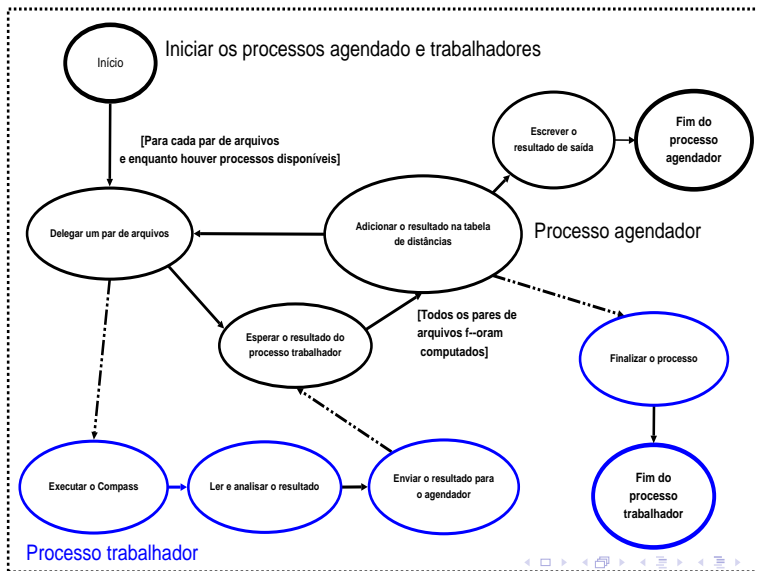 Iniciar os processos agendado e trabalhadores
Início
[Para cada par de arquivos
e enquanto houver processos disponíveis]
Escrever o
resultado de saída
Fim do
processo
agendador
Delegar um par de arquivos
Adicionar o resultado na tabela
de distâncias
Processo agendador
Esperar o resultado do
processo trabalhador
[Todos os pares de
arquivos f--oram
computados]
Finalizar o processo
Executar o Compass
Ler e analisar o resultado
Enviar o resultado para
o agendador
Fim do
processo
trabalhador
Processo trabalhador